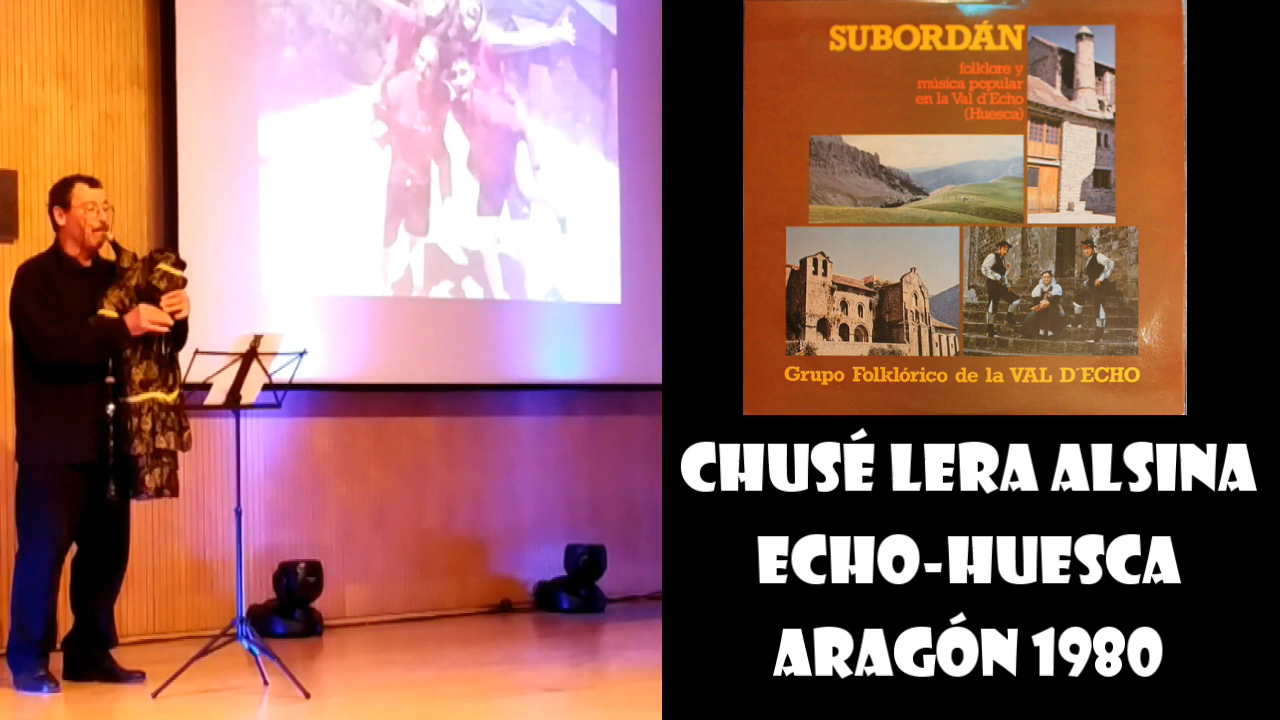 SUBORDÁN
folklore y
música popular
en la Val d'Echo
(Huesca)
Grupo Folklórico de la VAL D'ECHO
CHUSÉ LERA ALSINA
ECHO-HUESCA
ARAGÓN 1980